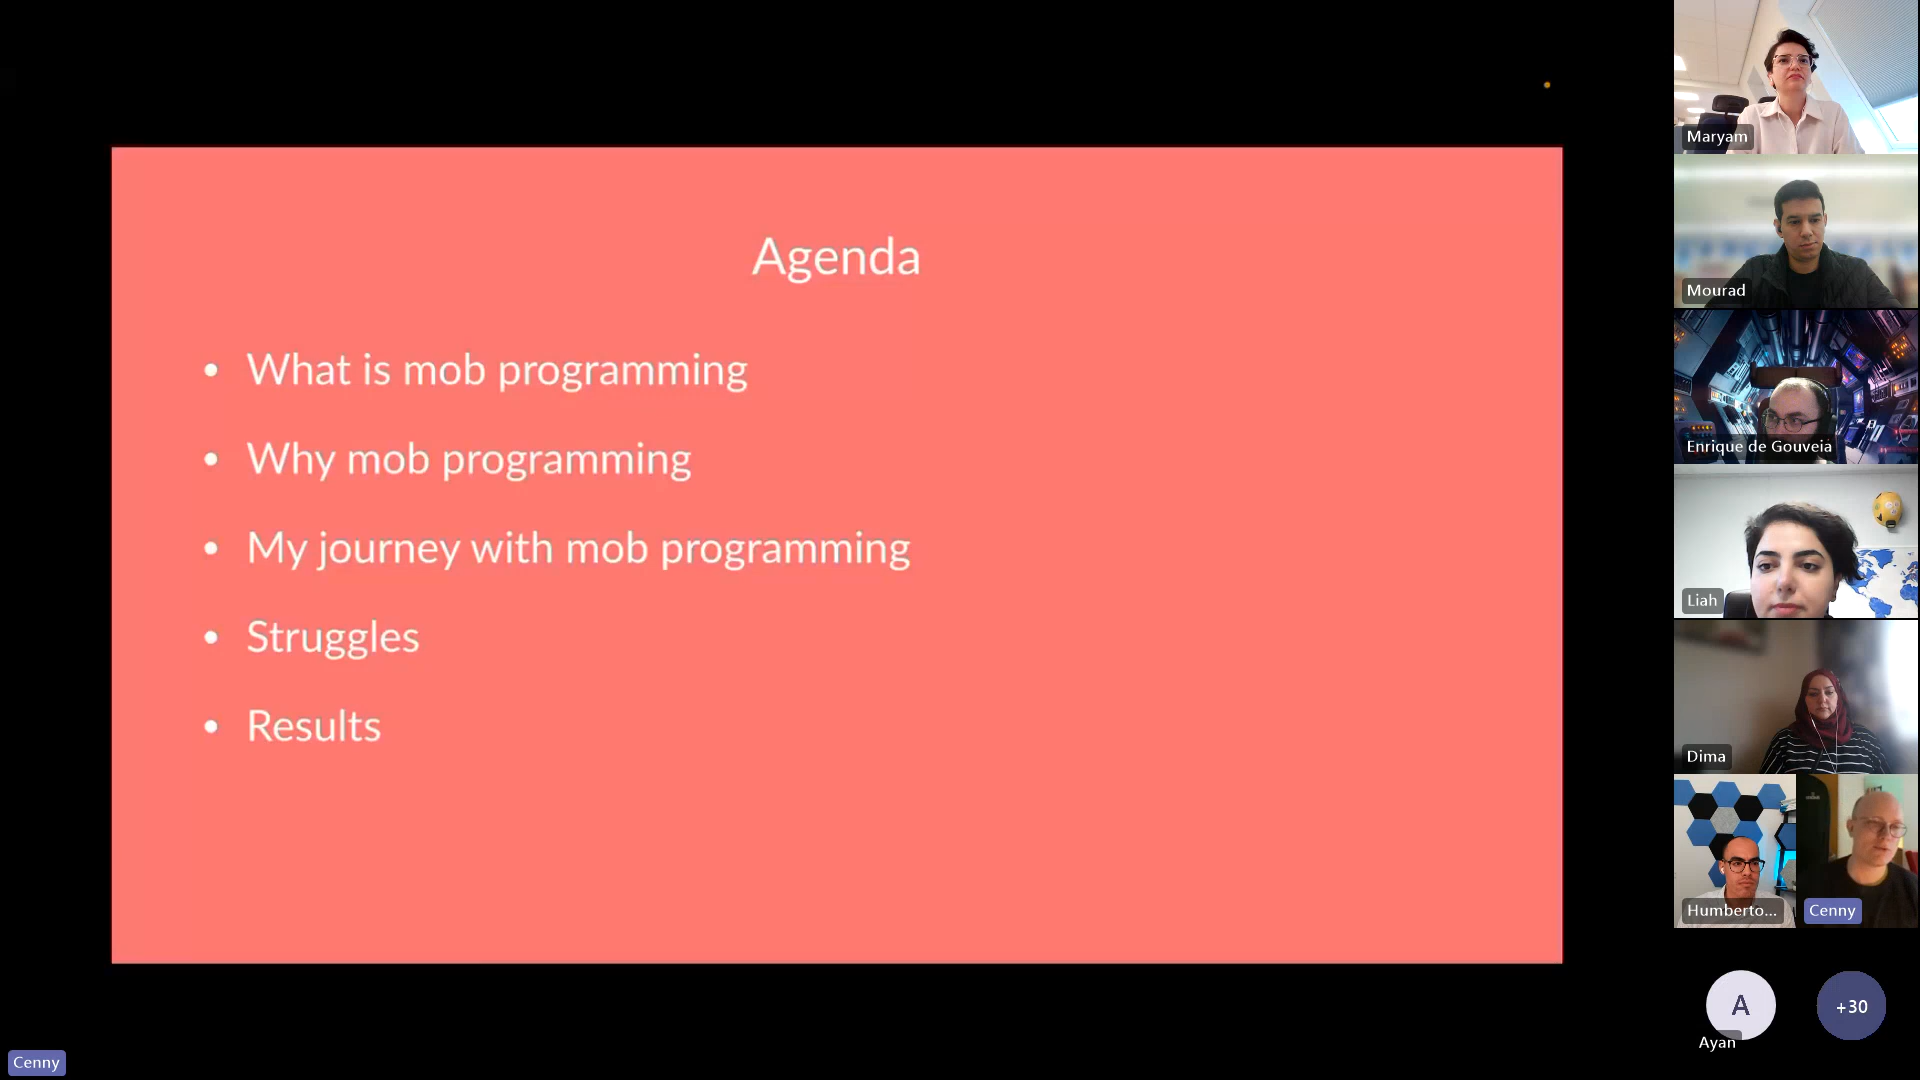 Agenda
• What is mob programming
• Why mob programming
• My journey with mob programming
• Struggles
• Results
Maryam
Mourad
Enrique de Gouveia
Liah
Dima
Humberto...
Cenny
A
Ayan
+30
Cenny